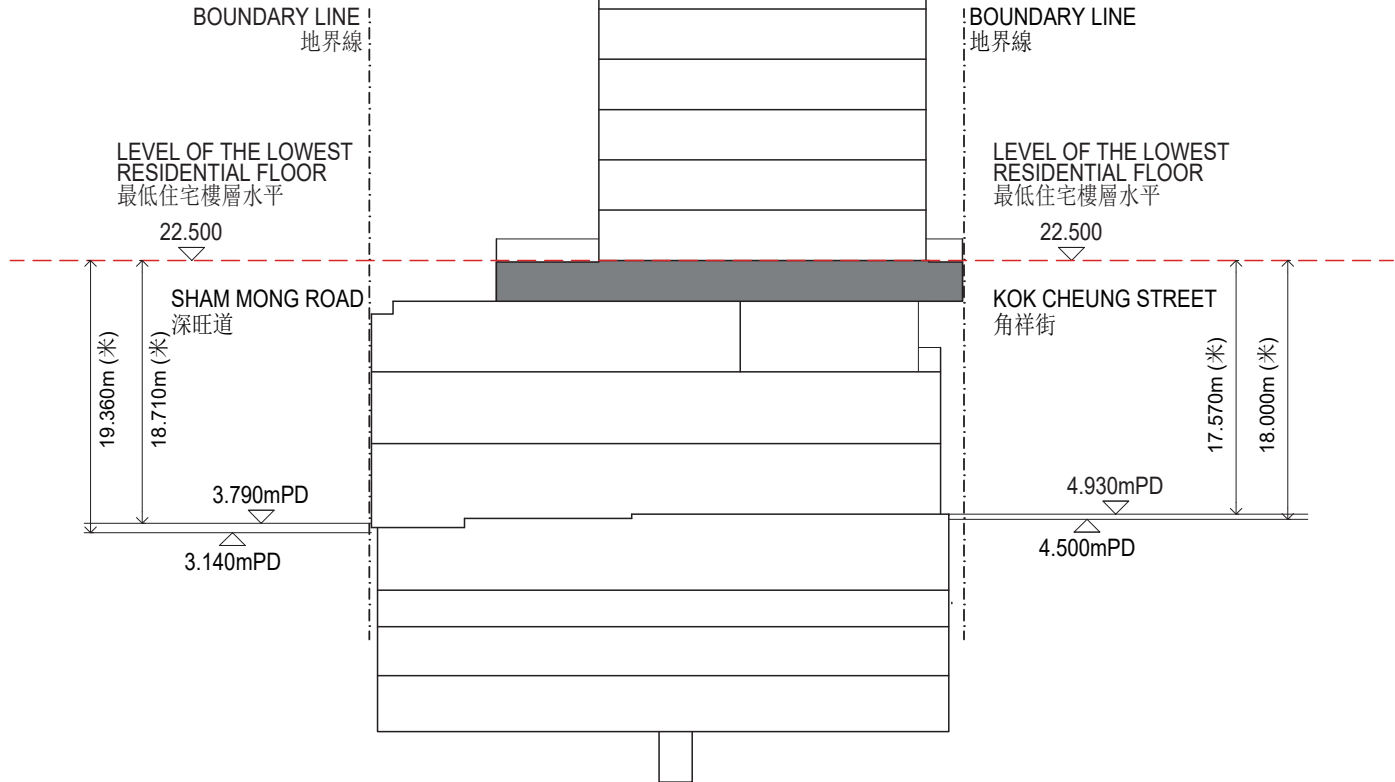 BOUNDARY LINE
地界線
BOUNDARY LINE
地界線
LEVEL OF THE LOWEST
RESIDENTIAL FLOOR
最低住宅樓層水平
22.500
LEVEL OF THE LOWEST
RESIDENTIAL FLOOR
最低住宅樓層水平
22.500
SHAM MONG ROAD
深旺道
KOK CHEUNG STREET
角祥街
19.360m (米)
18.710m (米)
17.570m (米)
18.000m (米)
3.790mPD
3.140mPD
4.930mPD
4.500mPD